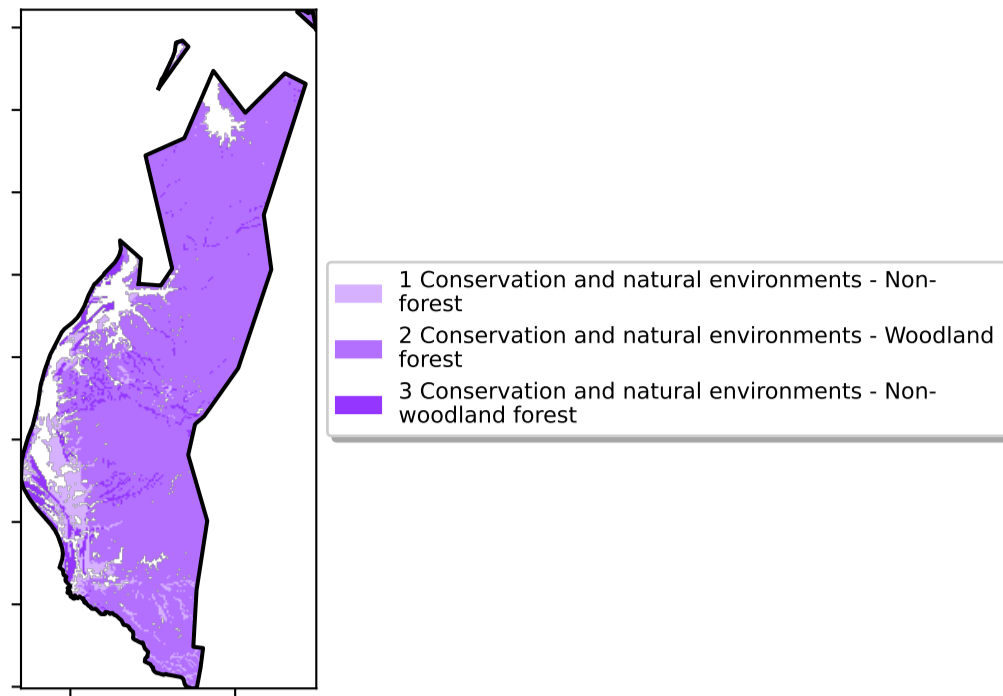 1 Conservation and natural environments - Non-
forest
2 Conservation and natural environments - Woodland
forest
3 Conservation and natural environments - Non-
woodland forest